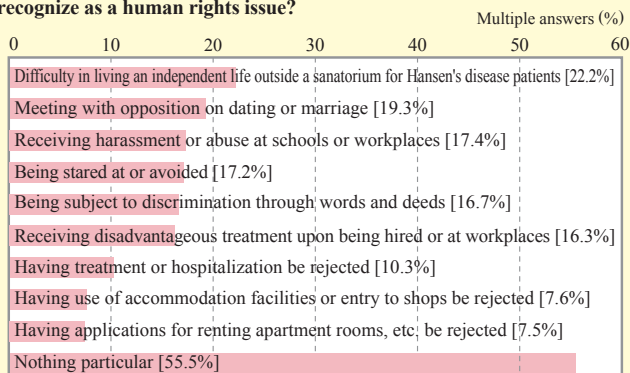 recognize as a human rights issue?
Multiple answers (%)
0 10 20 30 40 50 60
Difficulty in living an independent life outside a sanatorium for Hansen's disease patients [22.2%]
Meeting with opposition on dating or marriage [19.3%]
Receiving harassment or abuse at schools or workplaces [17.4%]
Being stared at or avoided [17.2%]
Being subject to discrimination through words and deeds [16.7%]
Receiving disadvantageous treatment upon being hired or at workplaces [16.3%]
Having treatment or hospitalization be rejected [10.3%]
Having use of accommodation facilities or entry to shops be rejected [7.6%]
Having applications for renting apartment rooms, etc. be rejected [7.5%]
Nothing particular [55.5%]